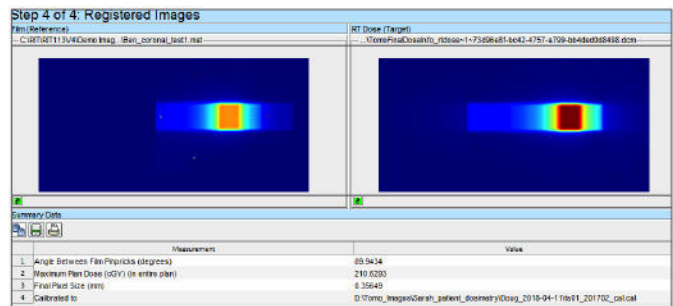 Step 4 of 4: Registered Images
Film (Reference)
RT Dose (Target)
Summary Data
Measurement Value
1 Angle Between Film Pinpricks (degrees) 89.9434
2 Maximum Plan Dose (cGy) (in entire plan) 210.6293
3 Final Pixel Size (mm) 0.35649
4 Calibrated to